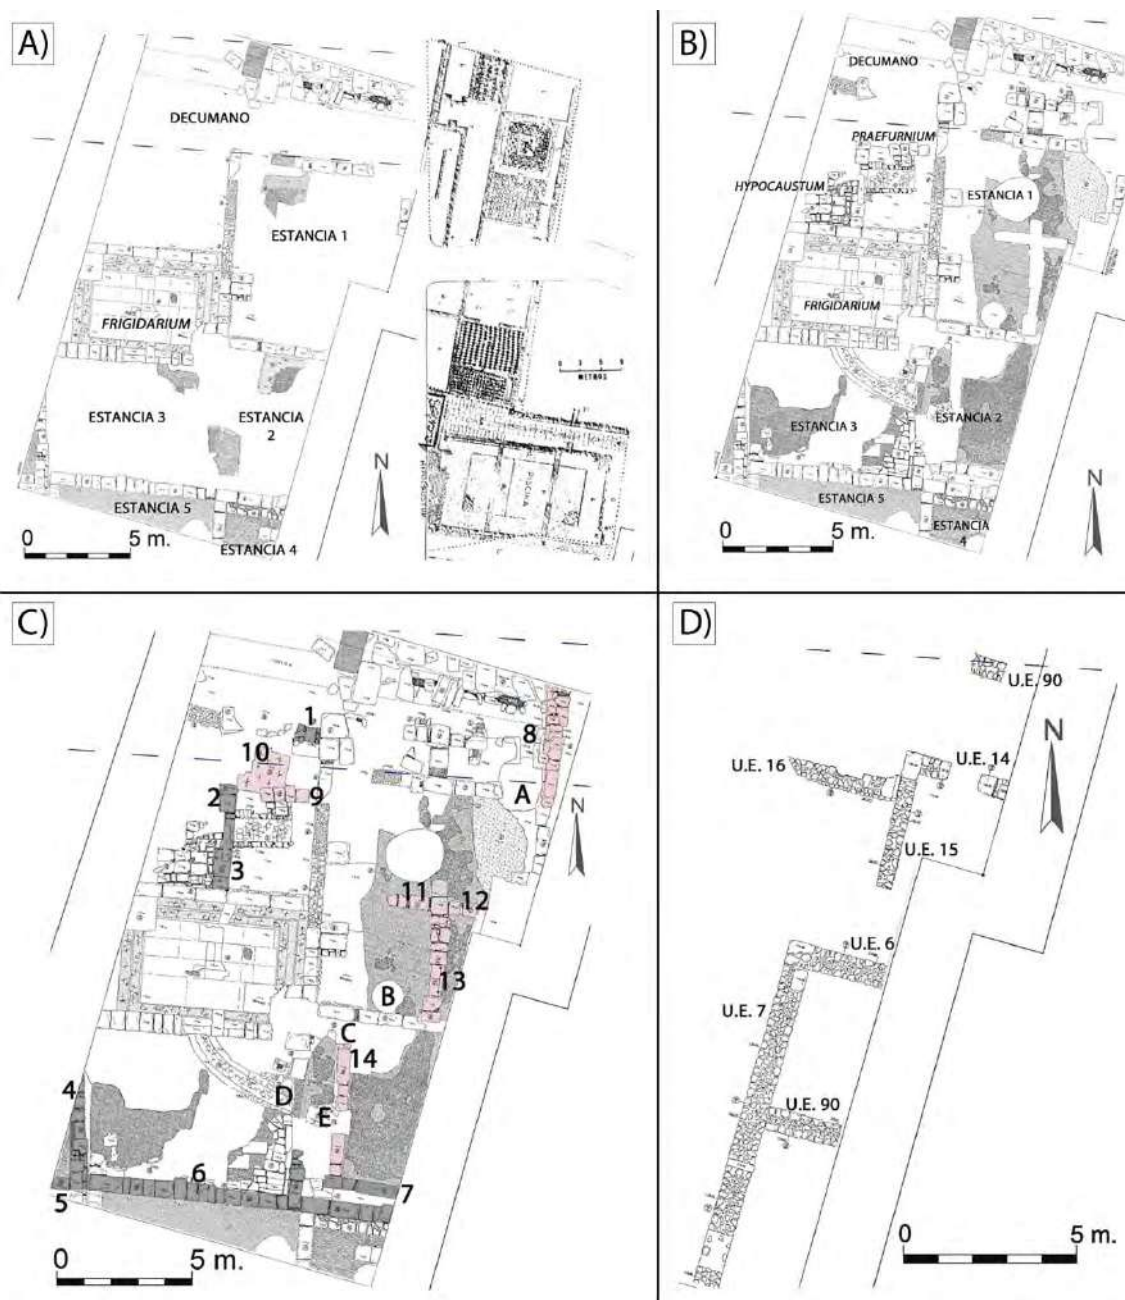 A)
DECUMANO
ESTANCIA 1
FRIGIDARIUM
ESTANCIA 3
ESTANCIA
2
ESTANCIA 5
ESTANCIA 4
N
0
5 m.
METROS
B)
DECUMANO
PRAEFURNIUM
HYPOCAUSTUM
ESTANCIA 1
FRIGIDARIUM
ESTANCIA 3
ESTANCIA 2
ESTANCIA 5
ESTANCIA
4
N
0
5 m.
C)
1
8
10
2
9
A
N
3
11
12
13
B
C
14
4
D
E
6
5
7
0
5 m.
D)
U.E. 90
N
U.E. 16
U.E. 14
U.E. 15
U.E. 6
U.E. 7
U.E. 90
0
5 m.